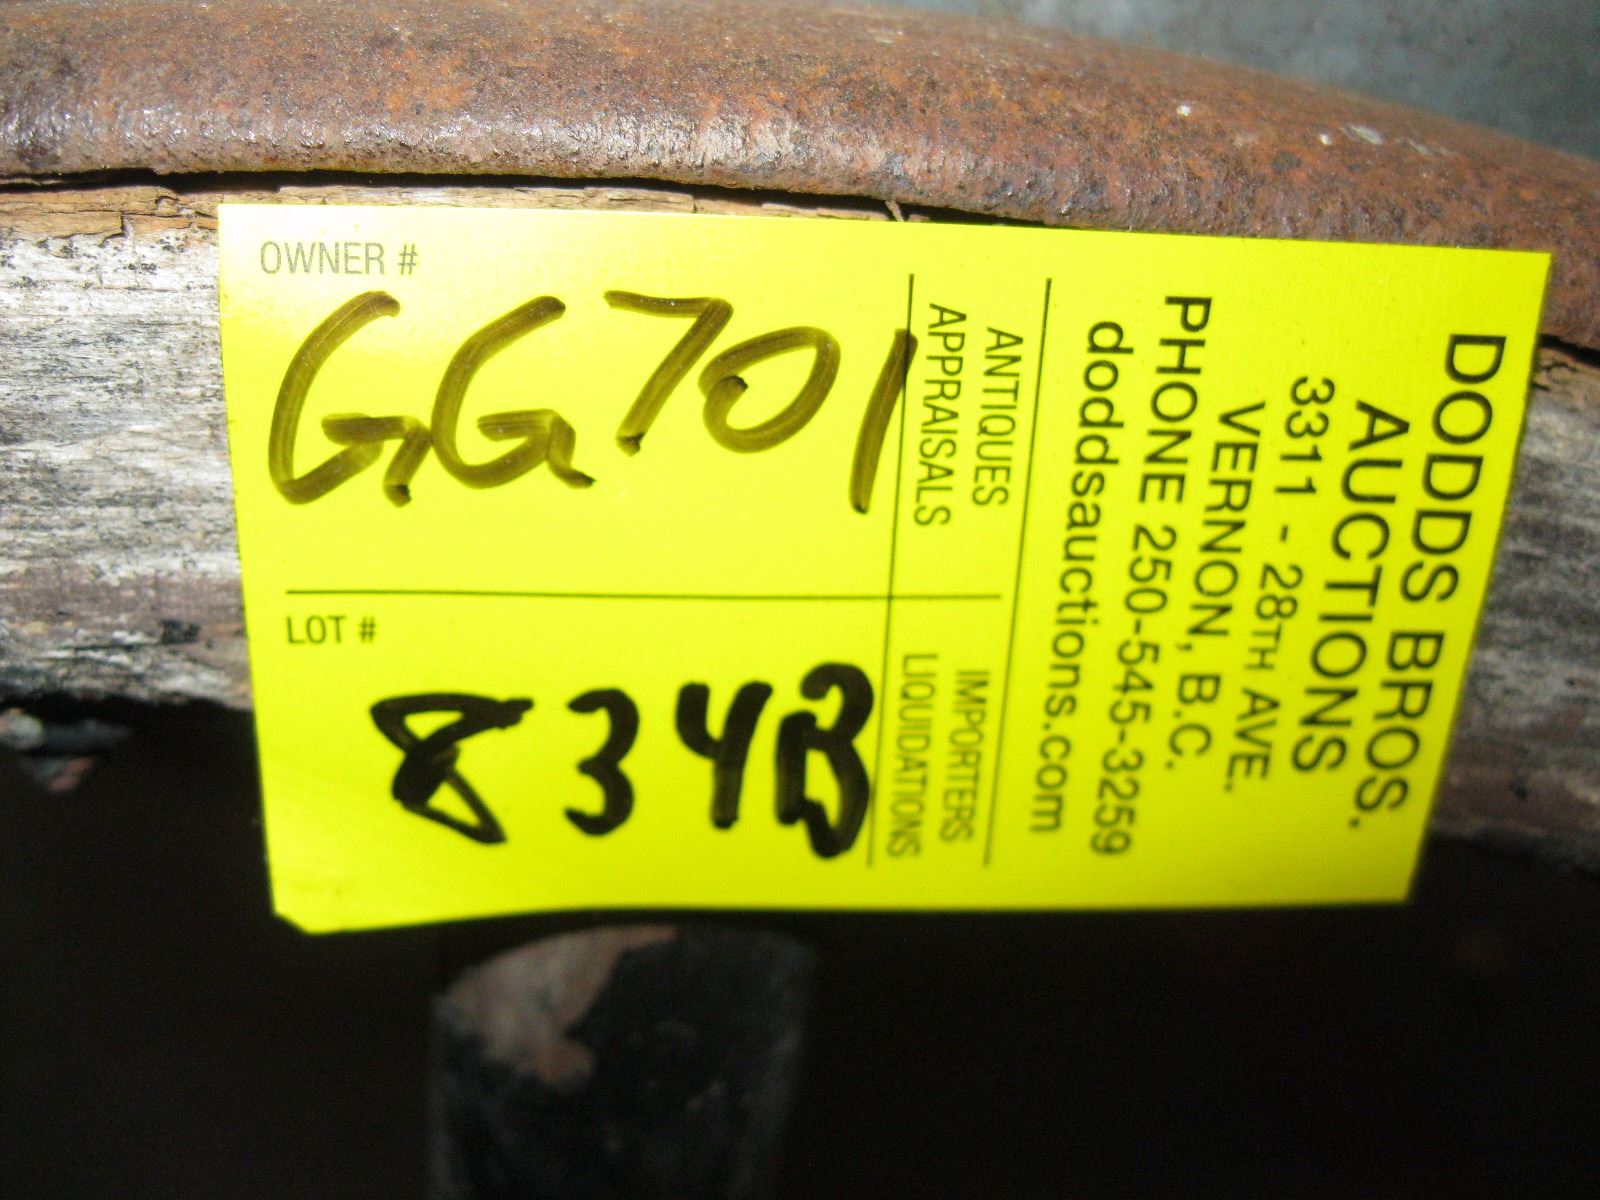 OWNER #
GG701
LOT #
834B
ANTIQUES
APPRAISALS
IMPORTERS
LIQUIDATIONS
DODDS BROS.
AUCTIONS
3311 - 28TH AVE.
VERNON, B.C.
PHONE 250-545-3259
doddsauctions.com